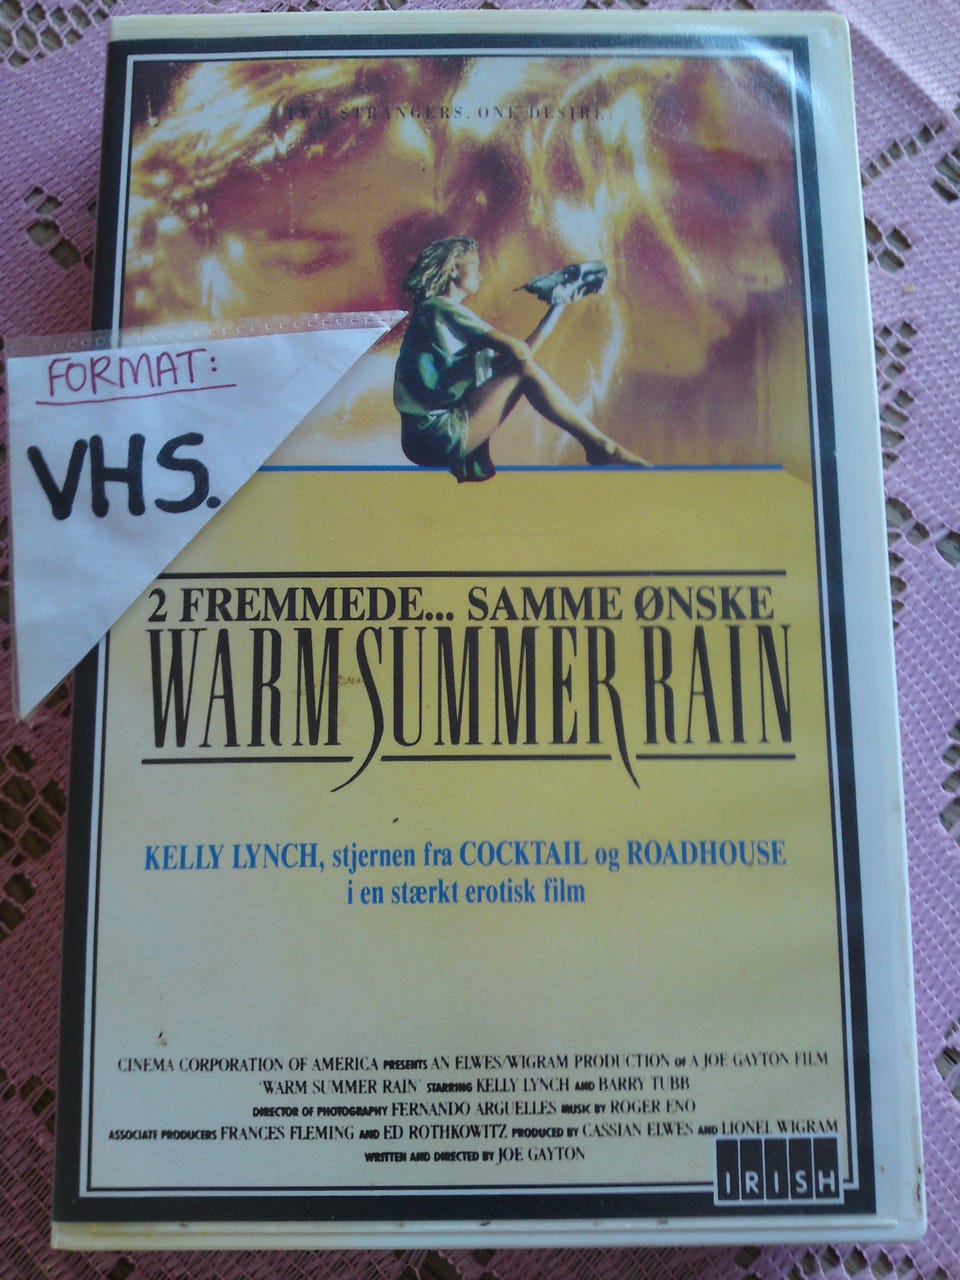 TWO STRANGERS. ONE DESIRE.
FORMAT:
VHS.
2 FREMMEDE... SAMME ØNSKE
WARM SUMMER RAIN
KELLY LYNCH, stjernen fra COCKTAIL og ROADHOUSE
i en stærkt erotisk film
CINEMA CORPORATION OF AMERICA PRESENTS AN ELWES/WIGRAM PRODUCTION OF A JOE GAYTON FILM
'WARM SUMMER RAIN' STARRING KELLY LYNCH AND BARRY TUBB
DIRECTOR OF PHOTOGRAPHY FERNANDO ARGUELLES MUSIC BY ROGER ENO
ASSOCIATE PRODUCERS FRANCES FLEMING AND ED ROTHKOWITZ PRODUCED BY CASSIAN ELWES AND LIONEL WIGRAM
WRITTEN AND DIRECTED BY JOE GAYTON
IRISH